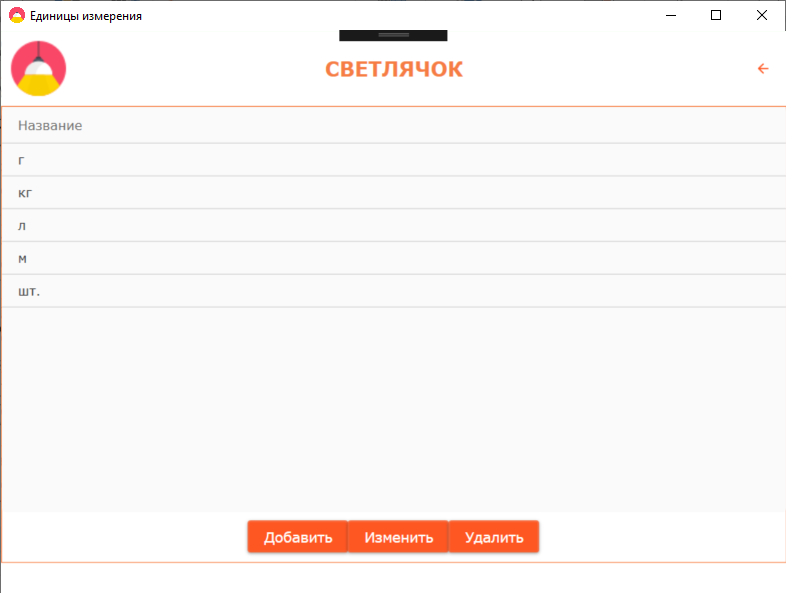 Единицы измерения
СВЕТЛЯЧОК
Название
г
кг
л
м
шт.
Добавить Изменить Удалить